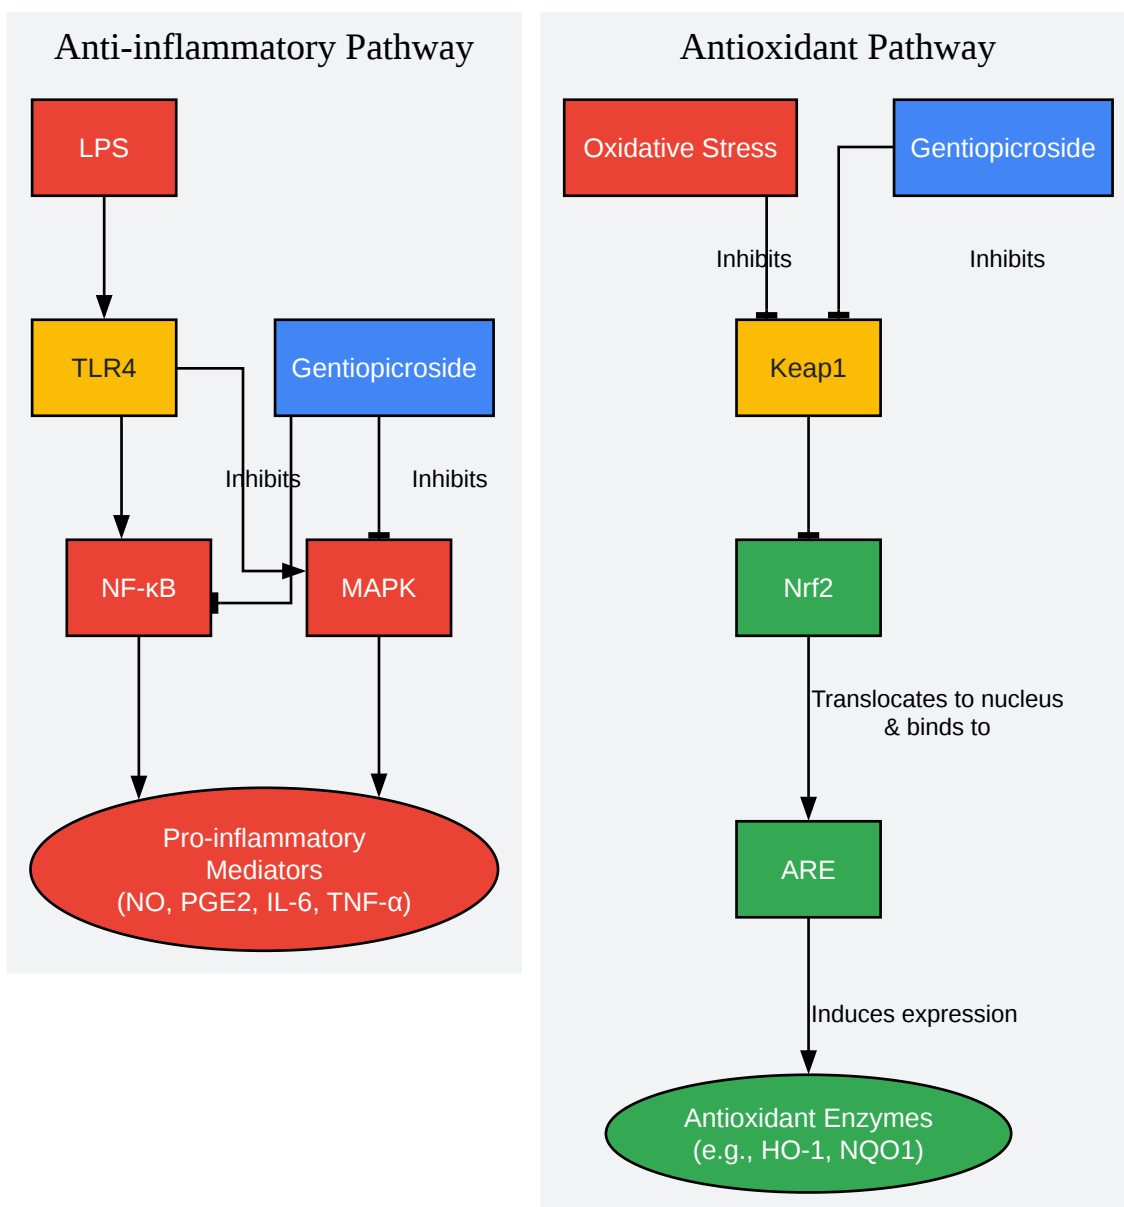 Anti-inflammatory Pathway
LPS
TLR4
Gentiopicroside
Inhibits
Inhibits
NF-κB
MAPK
Pro-inflammatory
Mediators
(NO, PGE2, IL-6, TNF-α)
Antioxidant Pathway
Oxidative Stress
Gentiopicroside
Inhibits
Inhibits
Keap1
Nrf2
Translocates to nucleus
& binds to
ARE
Induces expression
Antioxidant Enzymes
(e.g., HO-1, NQO1)